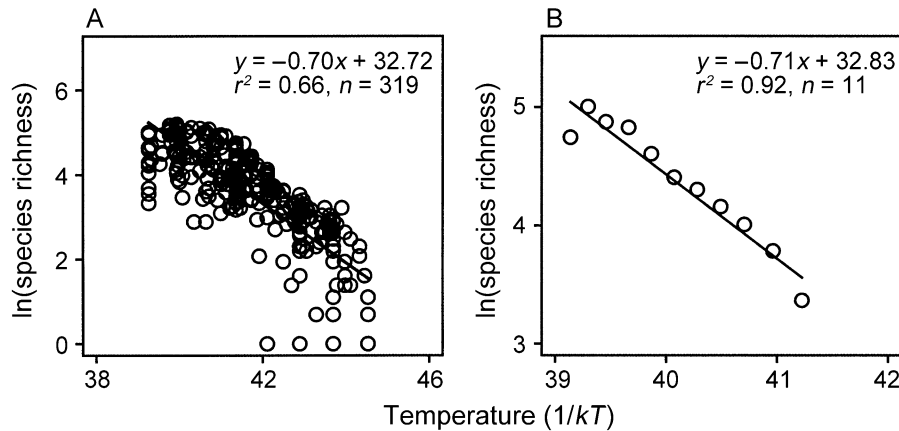 A
y = −0.70x + 32.72
r² = 0.66, n = 319
ln(species richness)
6
4
2
0
38
42
46
B
y = −0.71x + 32.83
r² = 0.92, n = 11
ln(species richness)
5
4
3
39
40
41
42
Temperature (1/kT)